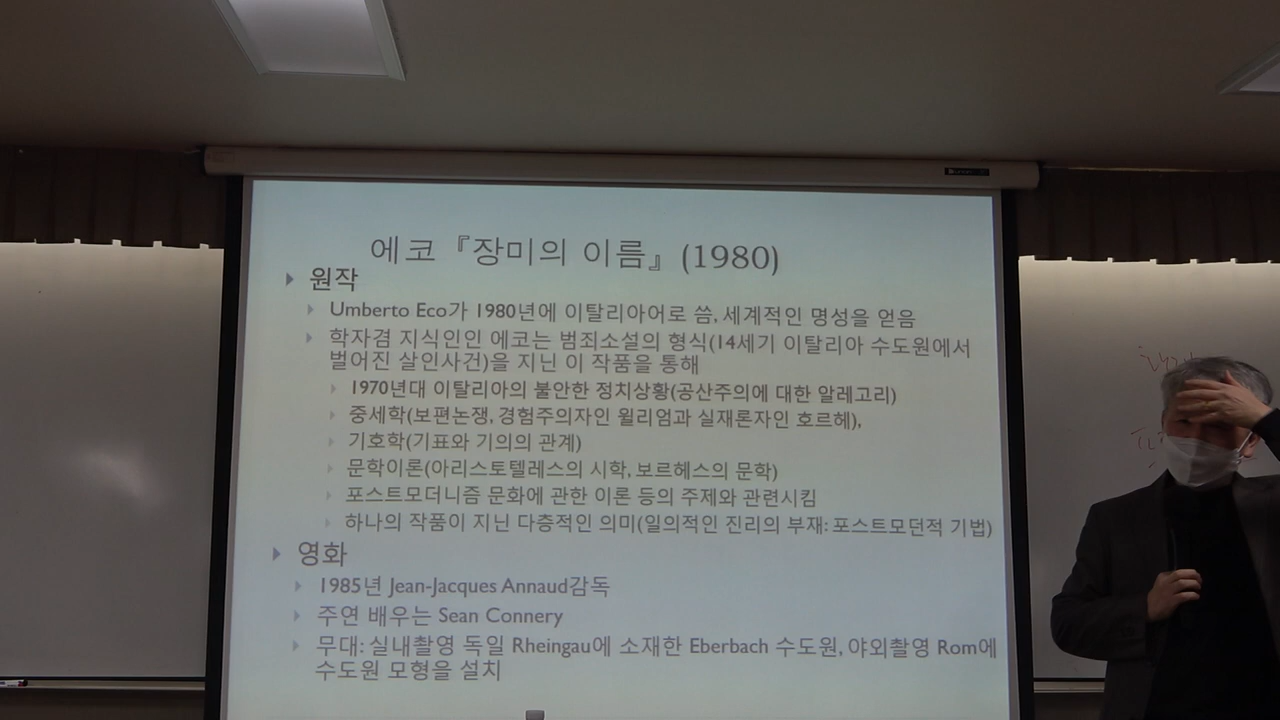 에코『장미의 이름』(1980)
원작
Umberto Eco가 1980년에 이탈리아어로 씀, 세계적인 명성을 얻음
학자겸 지식인인 에코는 범죄소설의 형식(14세기 이탈리아 수도원에서
벌어진 살인사건)을 지닌 이 작품을 통해
1970년대 이탈리아의 불안한 정치상황(공산주의에 대한 알레고리)
중세학(보편논쟁, 경험주의자인 윌리엄과 실재론자인 호르헤),
기호학(기표와 기의의 관계)
문학이론(아리스토텔레스의 시학, 보르헤스의 문학)
포스트모더니즘 문화에 관한 이론 등의 주제와 관련시킴
하나의 작품이 지닌 다층적인 의미(일의적인 진리의 부재: 포스트모던적 기법)
영화
1985년 Jean-Jacques Annaud감독
주연 배우는 Sean Connery
무대: 실내촬영 독일 Rheingau에 소재한 Eberbach 수도원, 야외촬영 Rom에
수도원 모형을 설치